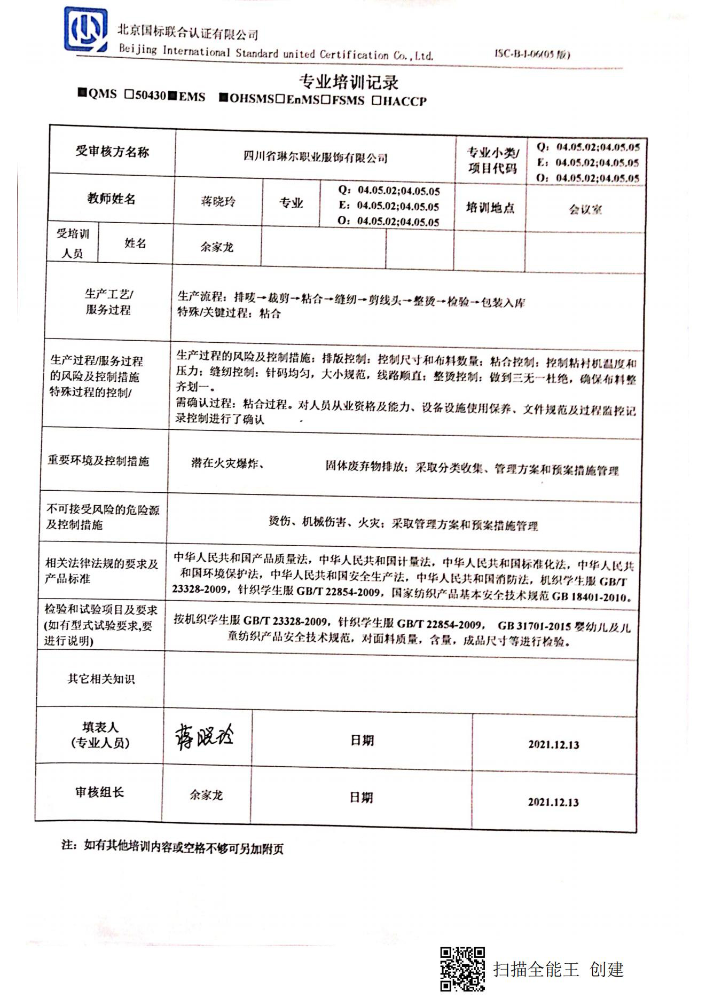 北京国标联合认证有限公司
Beijing International Standard united Certification Co.,Ltd.
ISC-B-I-06(05版)
专业培训记录
■QMS □50430■EMS ■OHSMS□EnMS□FSMS □HACCP
受审核方名称
四川省琳尔职业服饰有限公司
专业小类/
项目代码
Q：04.05.02;04.05.05
E：04.05.02;04.05.05
O：04.05.02;04.05.05
教师姓名
蒋晓玲
专业
Q：04.05.02;04.05.05
E：04.05.02;04.05.05
O：04.05.02;04.05.05
培训地点
会议室
受培训
人员
姓名
余家龙
生产工艺/
服务过程
生产流程：排唛→裁剪→粘合→缝纫→剪线头→整烫→检验→包装入库
特殊/关键过程：粘合
生产过程/服务过程
的风险及控制措施
特殊过程的控制/
生产过程的风险及控制措施：排版控制：控制尺寸和布料数量；粘合控制：控制粘衬机温度和
压力；缝纫控制：针码均匀，大小规范，线路顺直；整烫控制：做到三无一杜绝，确保布料整
齐划一。
需确认过程：粘合过程。对人员从业资格及能力、设备设施使用保养、文件规范及过程监控记
录控制进行了确认
重要环境及控制措施
潜在火灾爆炸、 固体废弃物排放；采取分类收集、管理方案和预案措施管理
不可接受风险的危险源
及控制措施
烫伤、机械伤害、火灾；采取管理方案和预案措施管理
相关法律法规的要求及
产品标准
中华人民共和国产品质量法，中华人民共和国计量法，中华人民共和国标准化法，中华人民共
和国环境保护法，中华人民共和国安全生产法，中华人民共和国消防法，机织学生服 GB/T
23328-2009，针织学生服 GB/T 22854-2009，国家纺织产品基本安全技术规范 GB 18401-2010。
检验和试验项目及要求
(如有型式试验要求,要
进行说明)
按机织学生服 GB/T 23328-2009，针织学生服 GB/T 22854-2009， GB 31701-2015 婴幼儿及儿
童纺织产品安全技术规范，对面料质量，含量，成品尺寸等进行检验。
其它相关知识
填表人
(专业人员)
蒋晓玲
日期
2021.12.13
审核组长
余家龙
日期
2021.12.13
注：如有其他培训内容或空格不够可另加附页
扫描全能王 创建